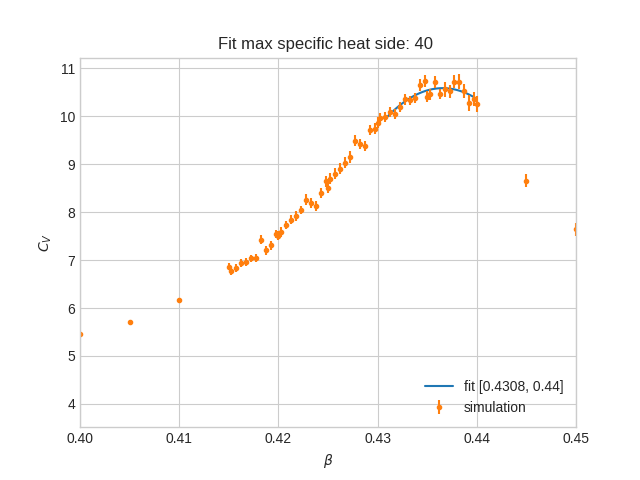 Fit max specific heat side: 40
11
10
9
8
7
6
5
4
C_V
0.40 0.41 0.42 0.43 0.44 0.45
β
fit [0.4308, 0.44]
simulation